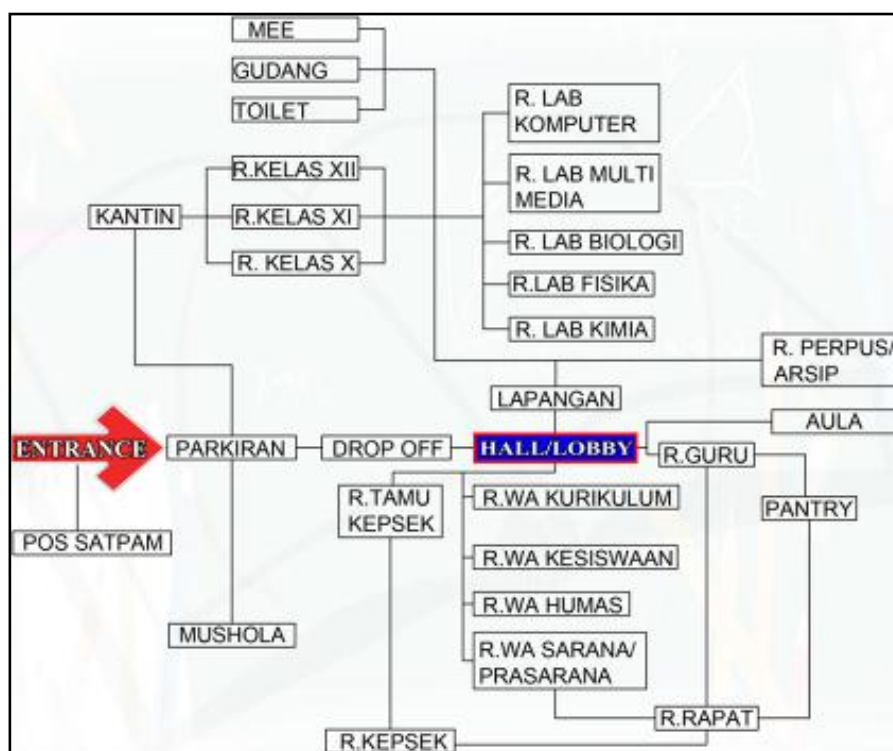 MEE
GUDANG
TOILET
R. LAB
KOMPUTER
R.KELAS XII
R. LAB MULTI
MEDIA
KANTIN
R.KELAS XI
R. LAB BIOLOGI
R. KELAS X
R.LAB FISIKA
R. LAB KIMIA
R. PERPUS/
ARSIP
LAPANGAN
AULA
ENTRANCE
PARKIRAN
DROP OFF
HALL/LOBBY
R.GURU
R.TAMU
KEPSEK
R.WA KURIKULUM
PANTRY
POS SATPAM
R.WA KESISWAAN
R.WA HUMAS
MUSHOLA
R.WA SARANA/
PRASARANA
R.RAPAT
R.KEPSEK